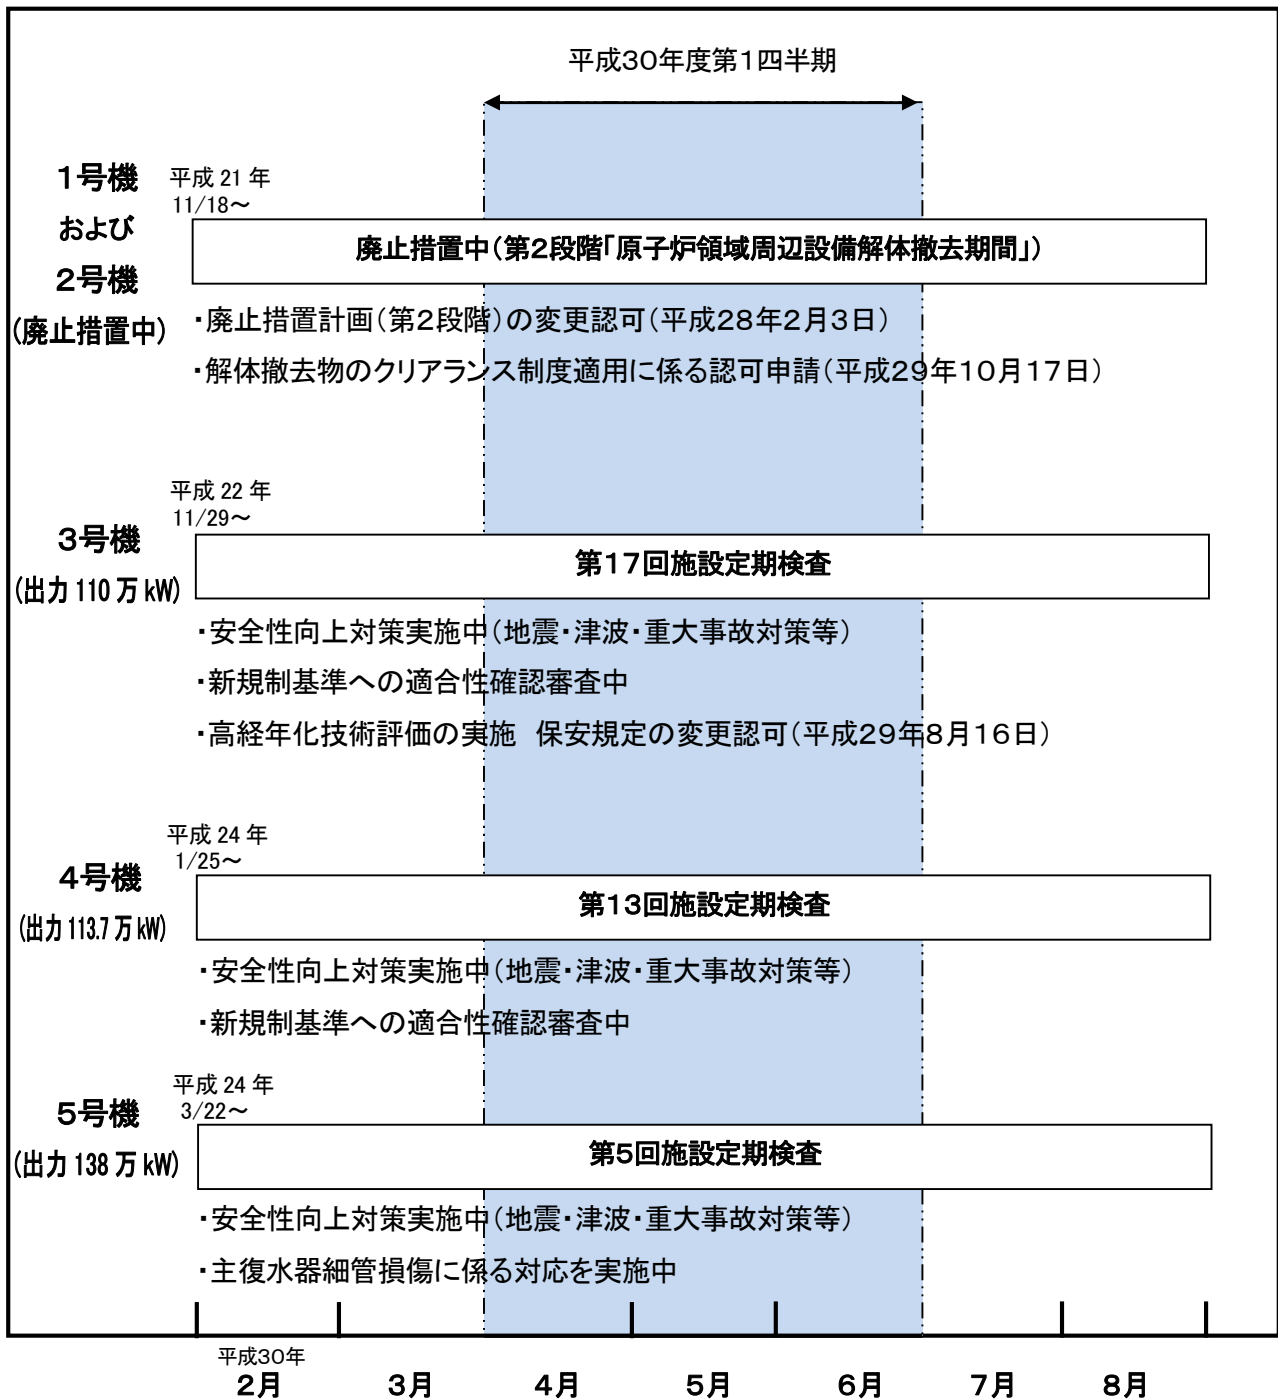 平成30年度第1四半期
1号機
および
2号機
(廃止措置中)
平成 21 年
11/18～
廃止措置中(第2段階「原子炉領域周辺設備解体撤去期間」)
・廃止措置計画(第2段階)の変更認可(平成28年2月3日)
・解体撤去物のクリアランス制度適用に係る認可申請(平成29年10月17日)
平成 22 年
11/29～
3号機
(出力 110 万 kW)
第17回施設定期検査
・安全性向上対策実施中(地震・津波・重大事故対策等)
・新規制基準への適合性確認審査中
・高経年化技術評価の実施　保安規定の変更認可(平成29年8月16日)
平成 24 年
1/25～
4号機
(出力 113.7 万 kW)
第13回施設定期検査
・安全性向上対策実施中(地震・津波・重大事故対策等)
・新規制基準への適合性確認審査中
平成 24 年
3/22～
5号機
(出力 138 万 kW)
第5回施設定期検査
・安全性向上対策実施中(地震・津波・重大事故対策等)
・主復水器細管損傷に係る対応を実施中
平成30年
2月 3月 4月 5月 6月 7月 8月